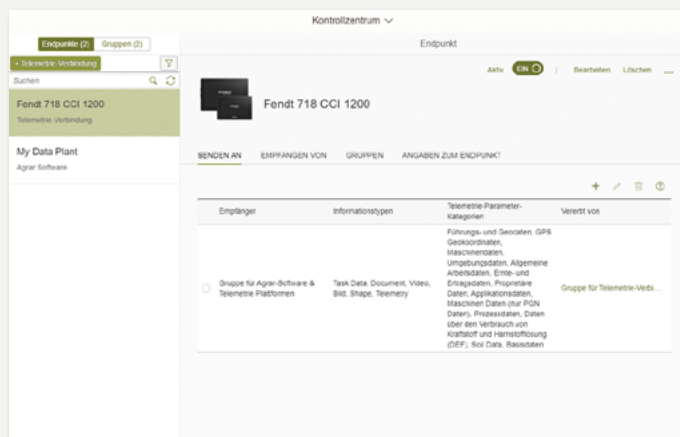 Kontrollzentrum
Endpunkte (2) Gruppen (2)
+ Telemetrie-Verbindung
Suchen
Fendt 718 CCI 1200
Telemetrie-Verbindung
My Data Plant
Agrar Software
Endpunkt
Aktiv EIN Bearbeiten Löschen ...
Fendt 718 CCI 1200
SENDEN AN EMPFANGEN VON GRUPPEN ANGABEN ZUM ENDPUNKT
Empfänger
Informationstypen
Telemetrie-Parameter-
Kategorien
Vererbt von
Gruppe für Agrar-Software &
Telemetrie Plattformen
Task Data, Document, Video,
Bild, Shape, Telemetry
Führungs- und Geodaten, GPS
Geokoordinaten,
Maschinendaten,
Umgebungsdaten, Allgemeine
Arbeitsdaten, Ernte- und
Ertragsdaten, Proprietäre
Daten, Applikationsdaten,
Maschinen Daten (nur PGN
Daten), Prozessdaten, Daten
über den Verbrauch von
Kraftstoff und Harnstofflösung
(DEF), Soil Data, Basisdaten
Gruppe für Telemetrie-Verbi...